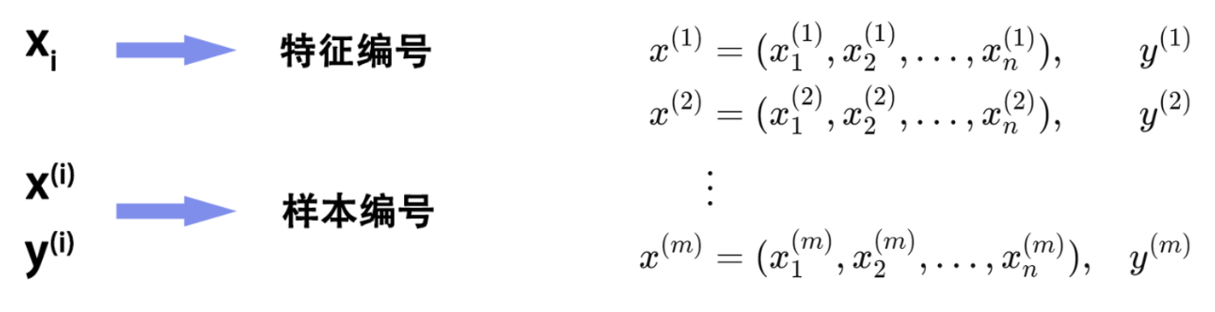 xᵢ 特征编号
x⁽ⁱ⁾
y⁽ⁱ⁾
样本编号
x^{(1)} = (x_1^{(1)}, x_2^{(1)}, ..., x_n^{(1)}), y^{(1)}
x^{(2)} = (x_1^{(2)}, x_2^{(2)}, ..., x_n^{(2)}), y^{(2)}
⋮
x^{(m)} = (x_1^{(m)}, x_2^{(m)}, ..., x_n^{(m)}), y^{(m)}